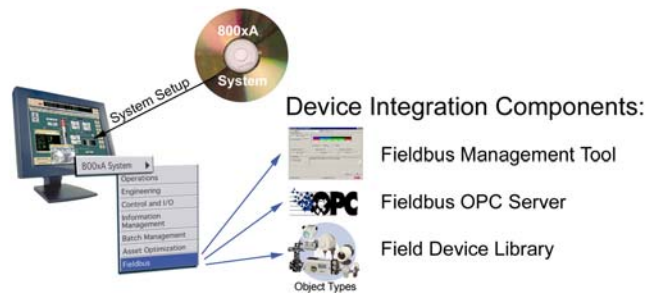 800xA
System
System Setup
Device Integration Components:
800xA System
Operations
Engineering
Control and I/O
Information
Management
Batch Management
Asset Optimization
Fieldbus
Fieldbus Management Tool
OPC
Fieldbus OPC Server
Field Device Library
Object Types